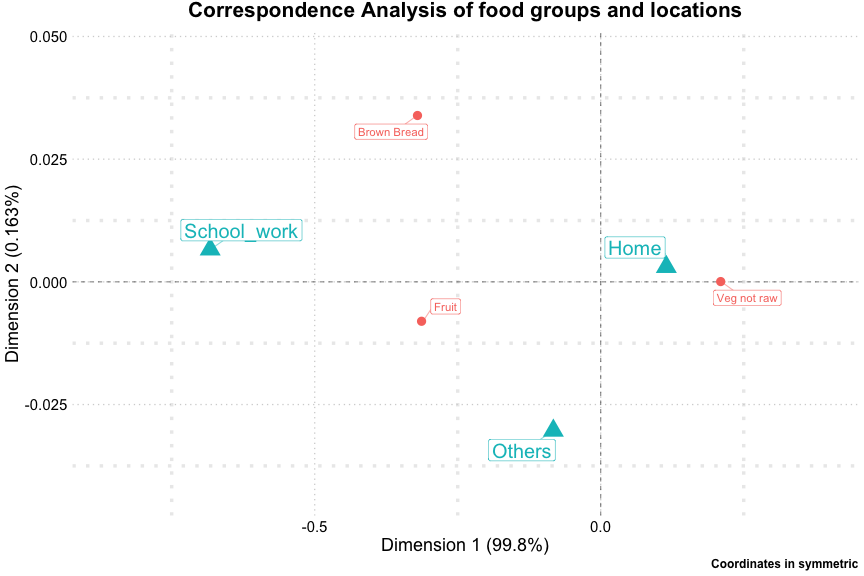 Correspondence Analysis of food groups and locations
0.050
Brown Bread
0.025
School_work
Home
0.000
Veg not raw
Fruit
-0.025
Others
Dimension 2 (0.163%)
-0.5
0.0
Dimension 1 (99.8%)
Coordinates in symmetric